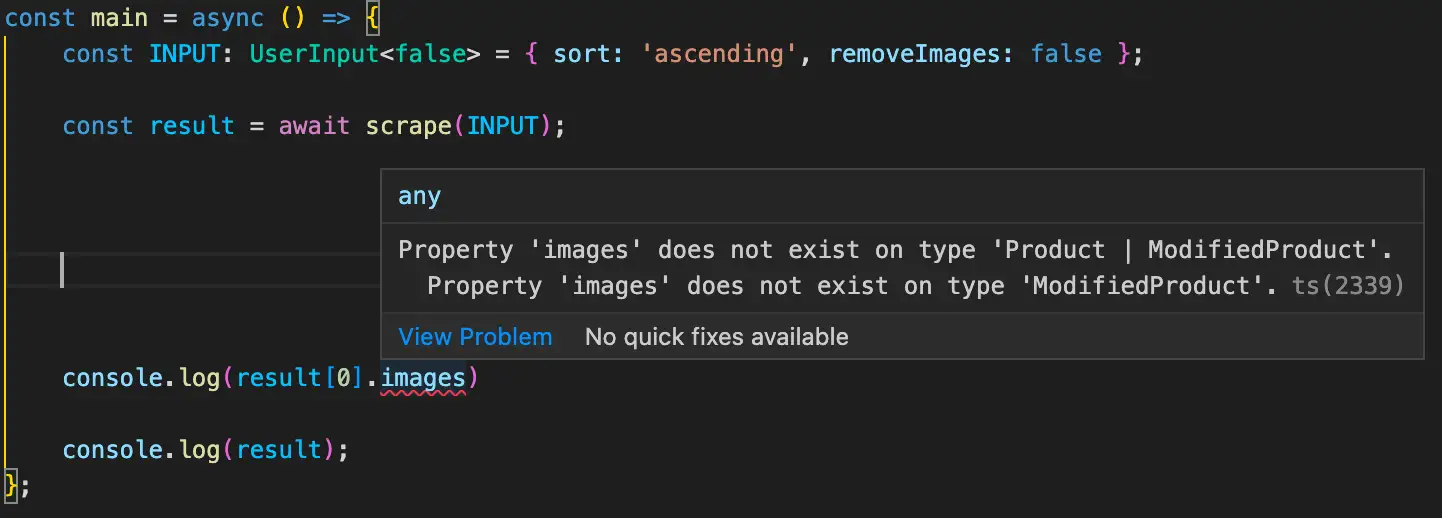 const main = async () => {
const INPUT: UserInput<false> = { sort: 'ascending', removeImages: false };
const result = await scrape(INPUT);
any
Property 'images' does not exist on type 'Product | ModifiedProduct'.
Property 'images' does not exist on type 'ModifiedProduct'. ts(2339)
View Problem No quick fixes available
console.log(result[0].images)
console.log(result);
};